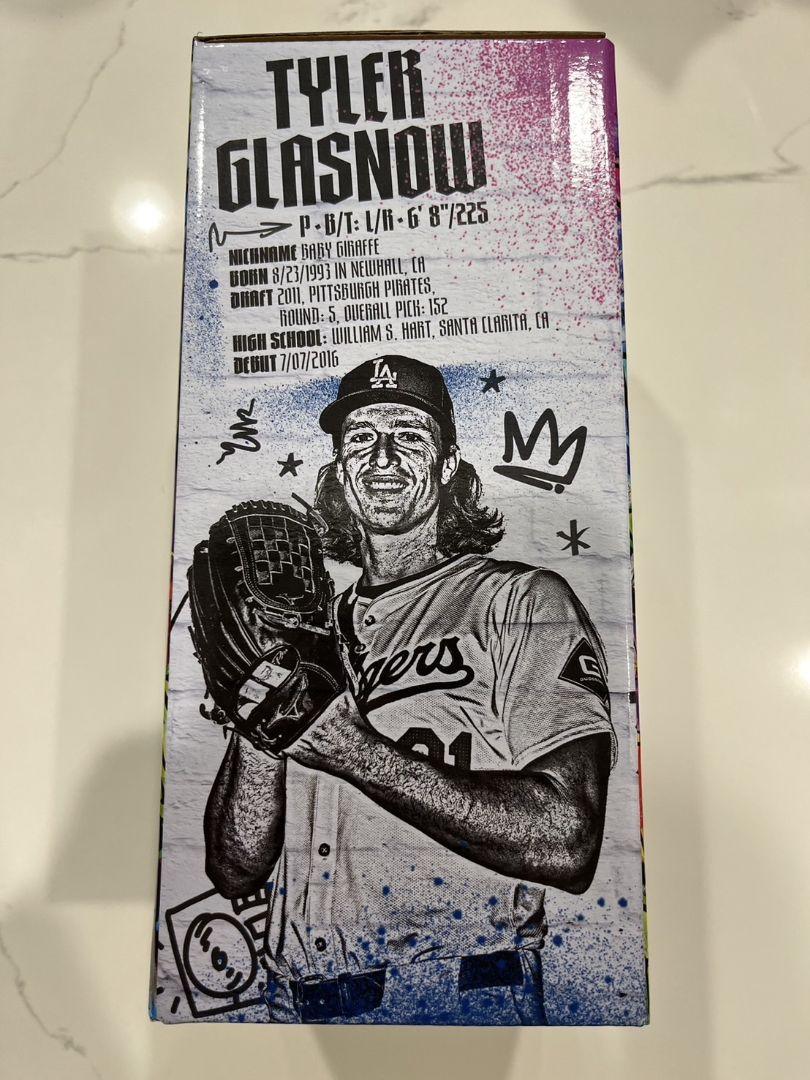 TYLER
GLASNOW
P • B/T: L/R • 6' 8"/225
NICKNAME BABY GIRAFFE
BORN 8/23/1993 IN NEWHALL, CA
DRAFT 2011, PITTSBURGH PIRATES,
ROUND: 5, OVERALL PICK: 152
HIGH SCHOOL: WILLIAM S. HART, SANTA CLARITA, CA
DEBUT 7/07/2016
LA
gers
31
G